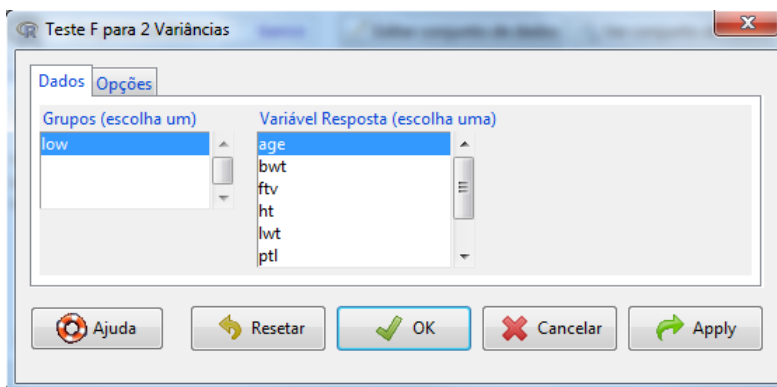 Teste F para 2 Variâncias
Dados Opções
Grupos (escolha um) Variável Resposta (escolha uma)
low age
bwt
ftv
ht
lwt
ptl
Ajuda Resetar OK Cancelar Apply